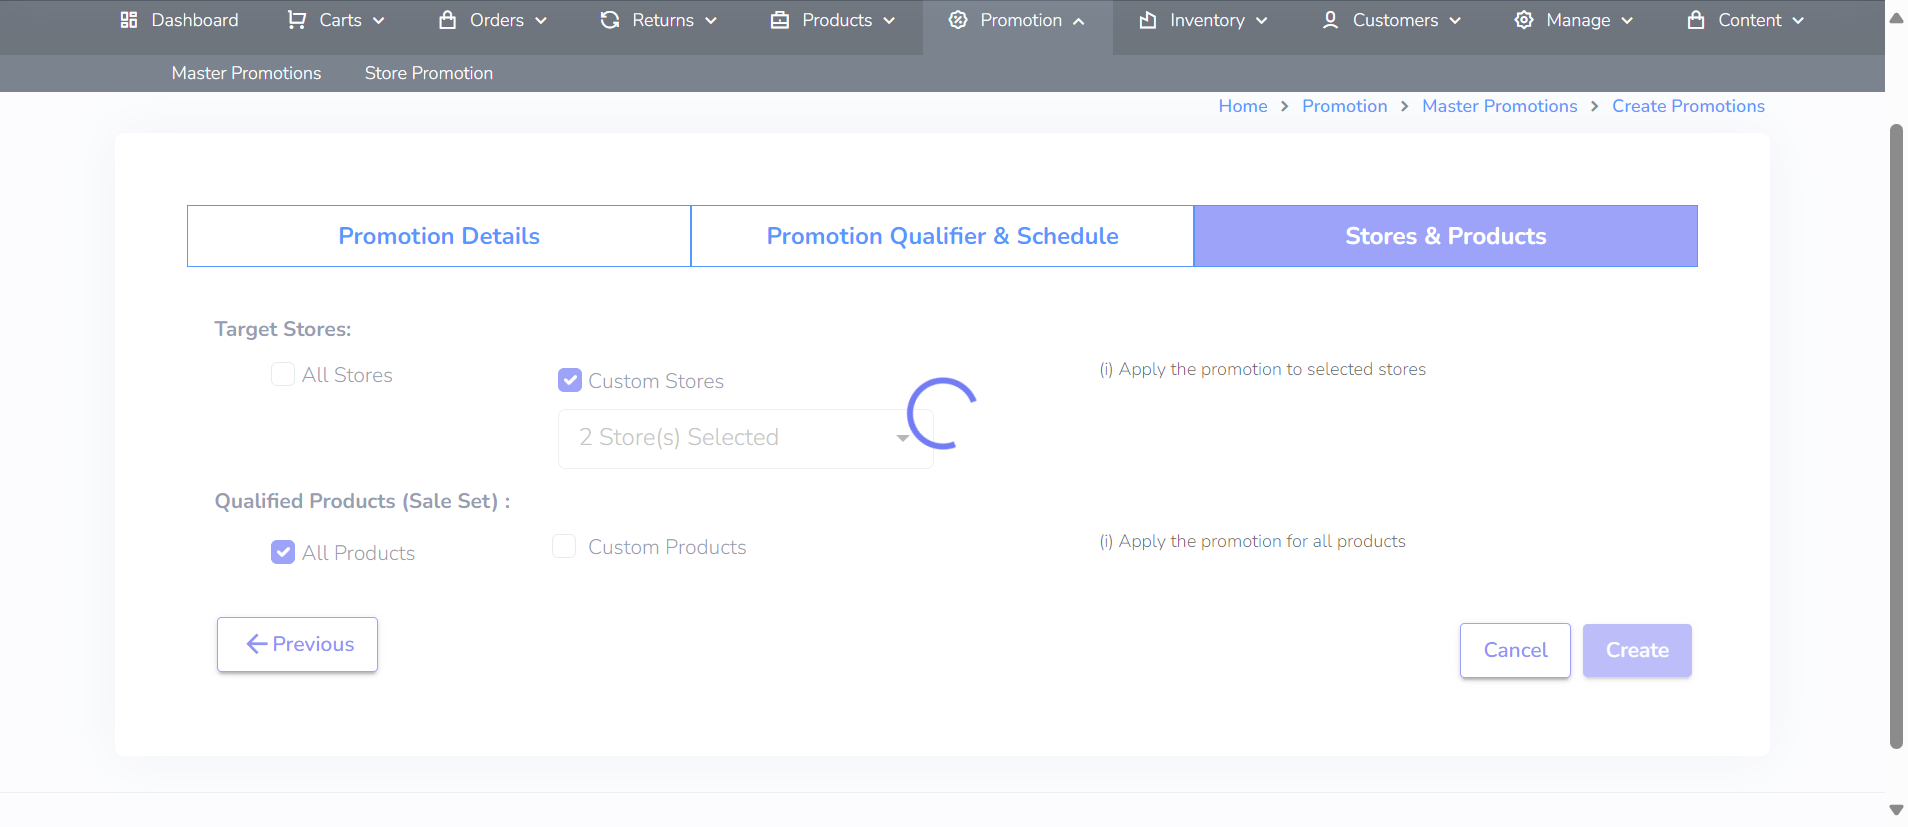 Dashboard Carts Orders Returns Products Promotion Inventory Customers Manage Content
Master Promotions Store Promotion
Home > Promotion > Master Promotions > Create Promotions
Promotion Details Promotion Qualifier & Schedule Stores & Products
Target Stores:
All Stores Custom Stores (i) Apply the promotion to selected stores
2 Store(s) Selected
Qualified Products (Sale Set) :
All Products Custom Products (i) Apply the promotion for all products
Previous Cancel Create